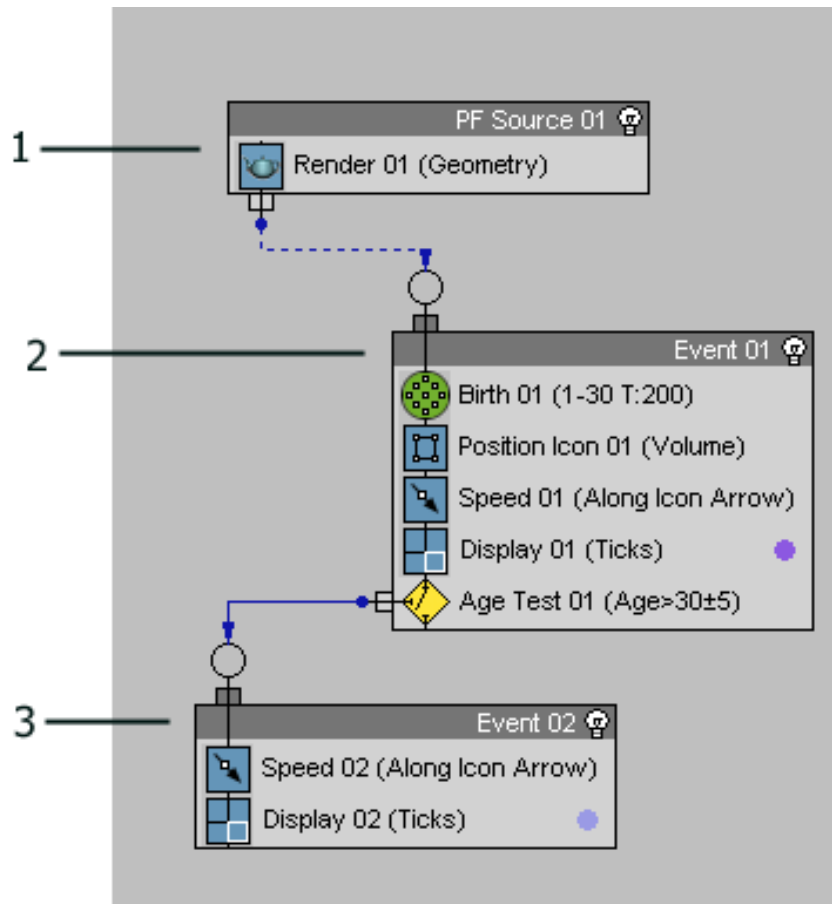 PF Source 01
1
Render 01 (Geometry)
2
Event 01
Birth 01 (1-30 T:200)
Position Icon 01 (Volume)
Speed 01 (Along Icon Arrow)
Display 01 (Ticks)
Age Test 01 (Age>30±5)
3
Event 02
Speed 02 (Along Icon Arrow)
Display 02 (Ticks)